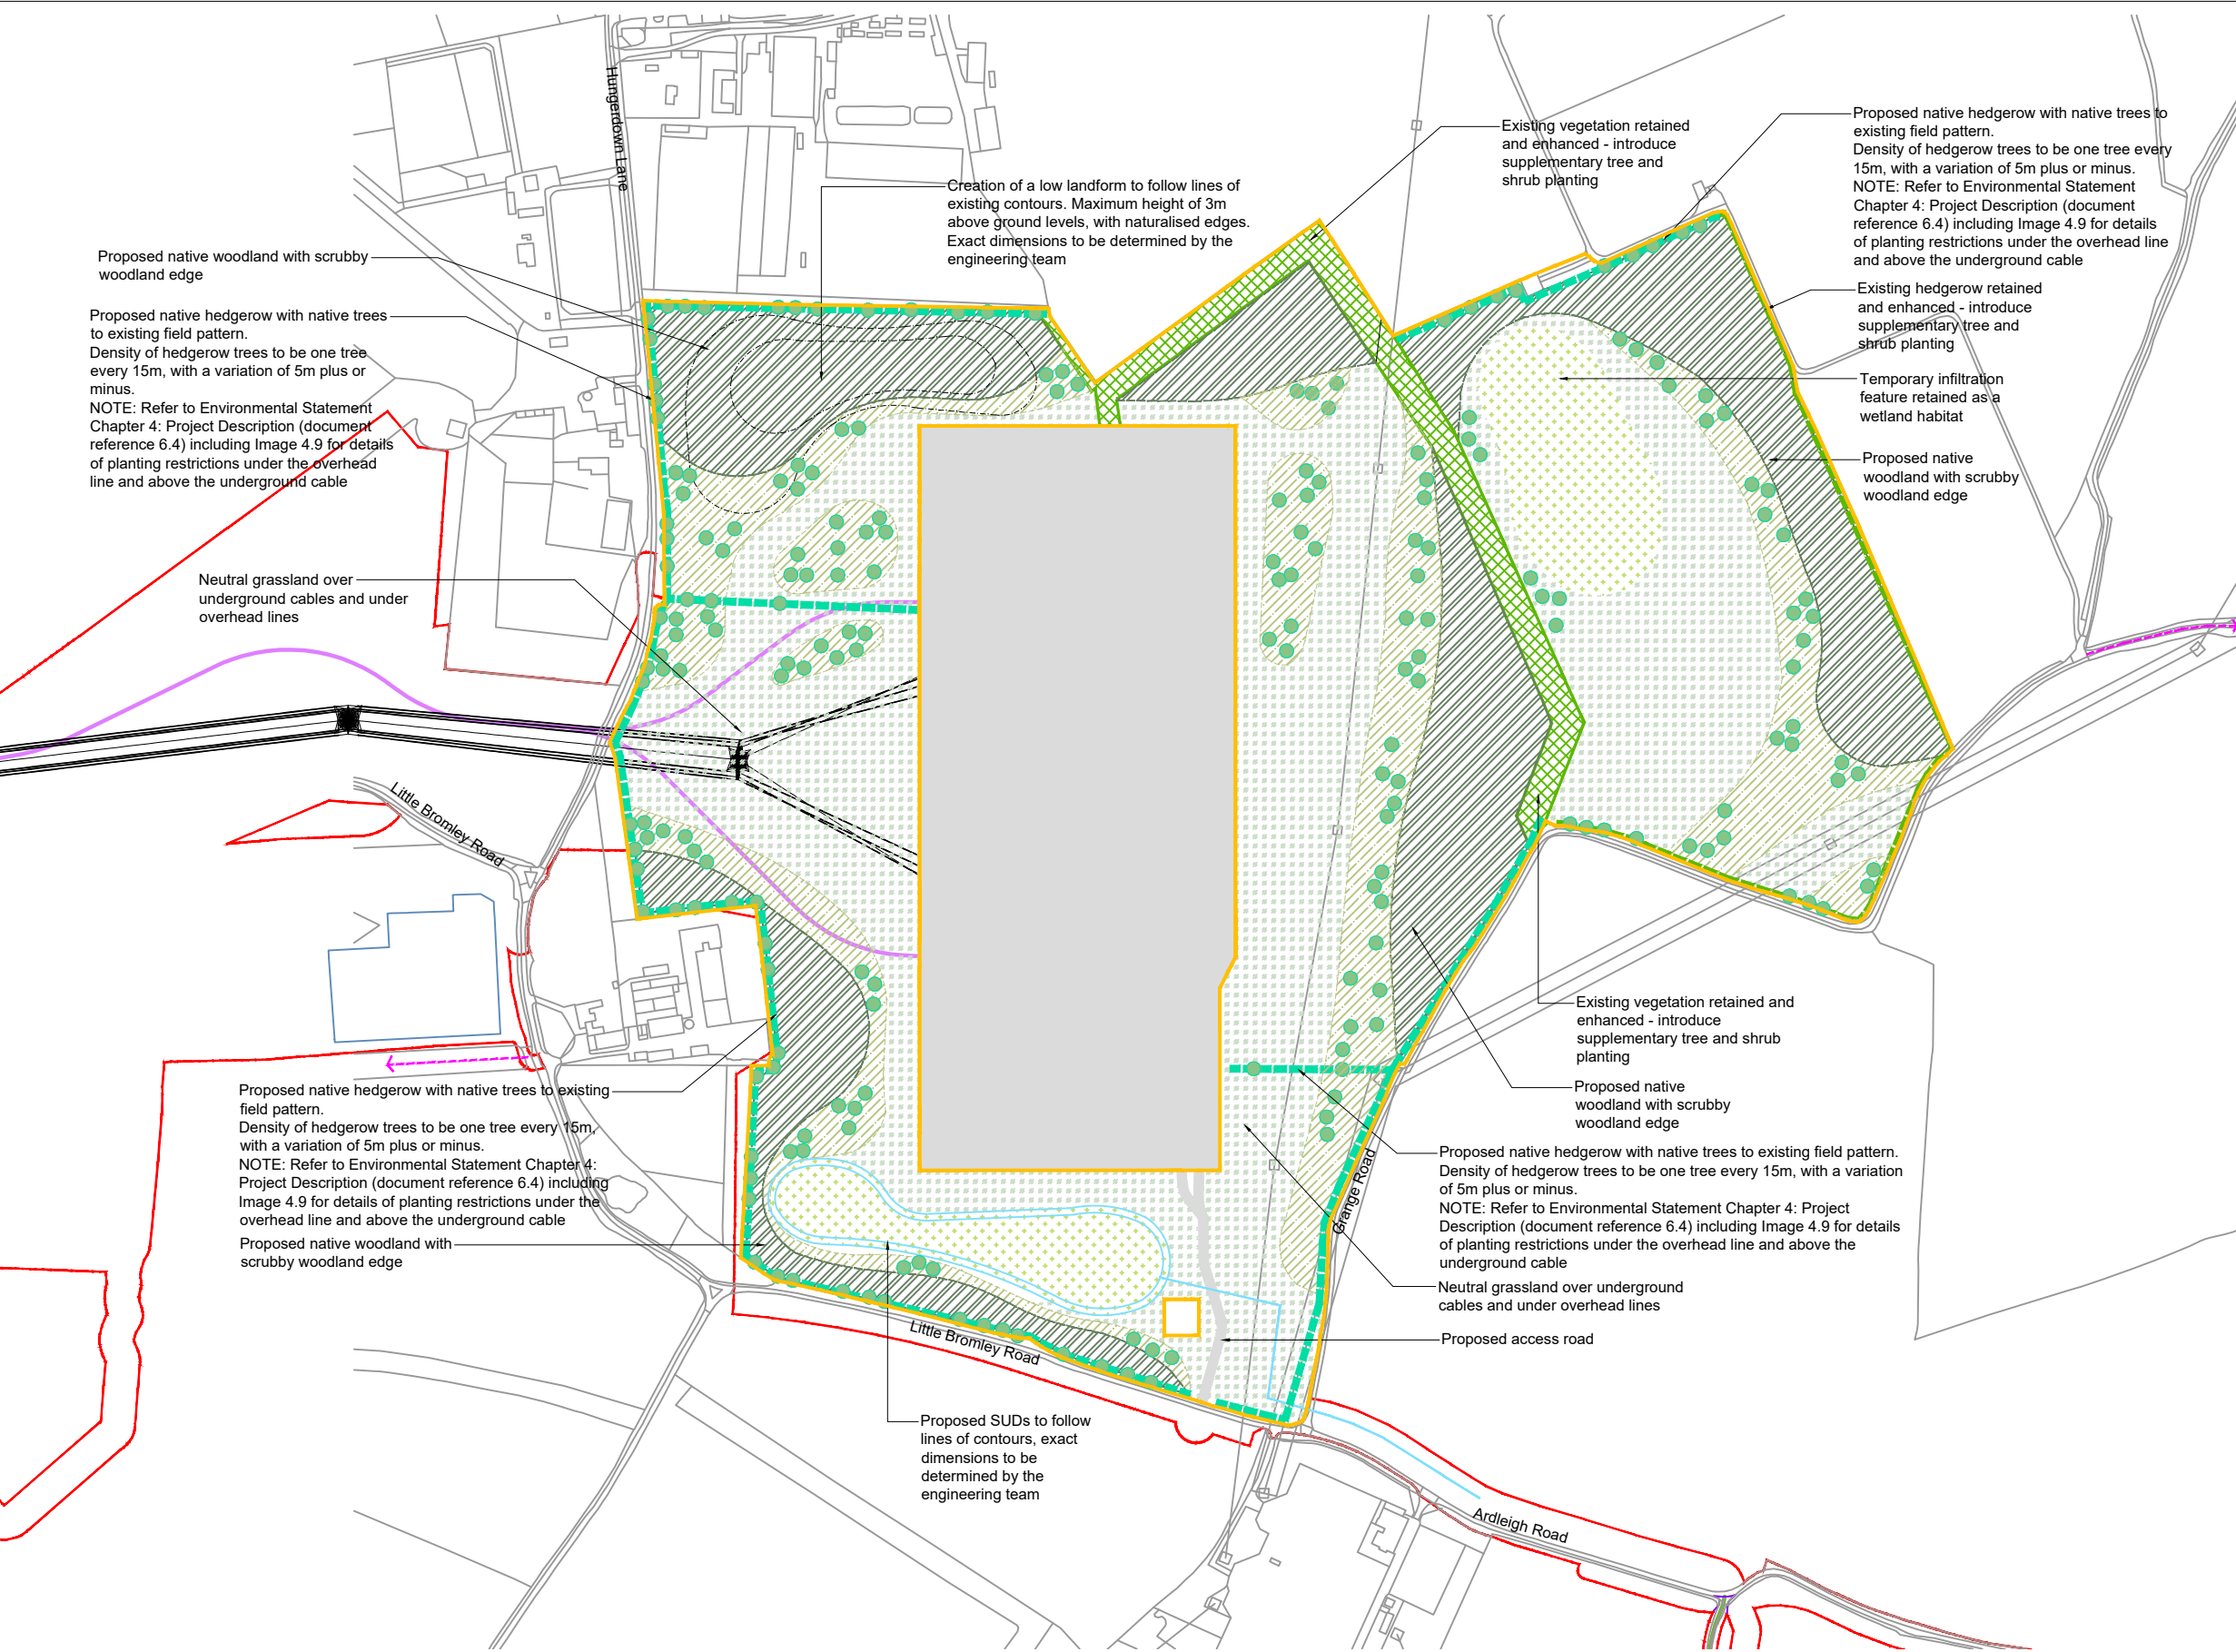 Hungerdown Lane
Existing vegetation retained
and enhanced - introduce
supplementary tree and
shrub planting
Proposed native hedgerow with native trees to
existing field pattern.
Density of hedgerow trees to be one tree every
15m, with a variation of 5m plus or minus.
NOTE: Refer to Environmental Statement
Chapter 4: Project Description (document
reference 6.4) including Image 4.9 for details
of planting restrictions under the overhead line
and above the underground cable
Creation of a low landform to follow lines of
existing contours. Maximum height of 3m
above ground levels, with naturalised edges.
Exact dimensions to be determined by the
engineering team
Proposed native woodland with scrubby
woodland edge
Existing hedgerow retained
and enhanced - introduce
supplementary tree and
shrub planting
Proposed native hedgerow with native trees
to existing field pattern.
Density of hedgerow trees to be one tree
every 15m, with a variation of 5m plus or
minus.
NOTE: Refer to Environmental Statement
Chapter 4: Project Description (document
reference 6.4) including Image 4.9 for details
of planting restrictions under the overhead
line and above the underground cable
Temporary infiltration
feature retained as a
wetland habitat
Proposed native
woodland with scrubby
woodland edge
Neutral grassland over
underground cables and under
overhead lines
Little Bromley Road
Existing vegetation retained and
enhanced - introduce
supplementary tree and shrub
planting
Proposed native
woodland with scrubby
woodland edge
Proposed native hedgerow with native trees to existing
field pattern.
Density of hedgerow trees to be one tree every 15m,
with a variation of 5m plus or minus.
NOTE: Refer to Environmental Statement Chapter 4:
Project Description (document reference 6.4) including
Image 4.9 for details of planting restrictions under the
overhead line and above the underground cable
Proposed native woodland with
scrubby woodland edge
Grange Road
Proposed native hedgerow with native trees to existing field pattern.
Density of hedgerow trees to be one tree every 15m, with a variation
of 5m plus or minus.
NOTE: Refer to Environmental Statement Chapter 4: Project
Description (document reference 6.4) including Image 4.9 for details
of planting restrictions under the overhead line and above the
underground cable
Neutral grassland over underground
cables and under overhead lines
Proposed access road
Little Bromley Road
Proposed SUDs to follow
lines of contours, exact
dimensions to be
determined by the
engineering team
Ardleigh Road